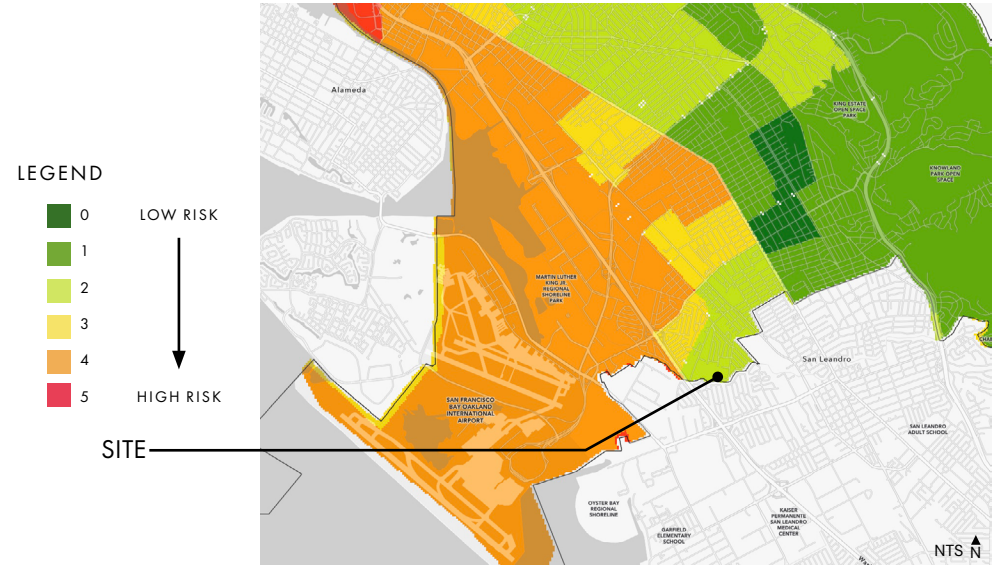 Alameda
KING ESTATE
OPEN SPACE
PARK
KNOWLAND
PARK OPEN
SPACE
LEGEND
0 LOW RISK
1
2
3
4
5 HIGH RISK
MARTIN LUTHER
KING JR
REGIONAL
SHORELINE
PARK
San Leandro
SAN FRANCISCO
BAY OAKLAND
INTERNATIONAL
AIRPORT
SITE
SAN LEANDRO
ADULT SCHOOL
OYSTER BAY
REGIONAL
SHORELINE
KAISER
PERMANENTE
SAN LEANDRO
MEDICAL
CENTER
GARFIELD
ELEMENTARY
SCHOOL
NTS N